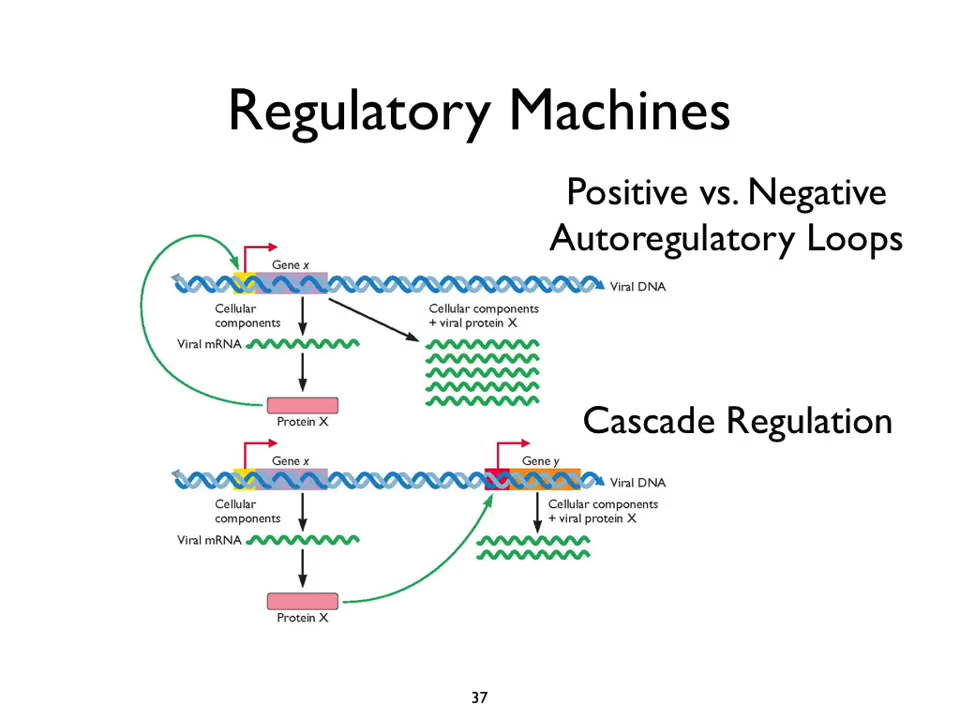 Regulatory Machines
Positive vs. Negative
Autoregulatory Loops
Gene x
Viral DNA
Cellular
components
Cellular components
+ viral protein X
Viral mRNA
Protein X
Cascade Regulation
Gene x
Gene y
Viral DNA
Cellular
components
Cellular components
+ viral protein X
Viral mRNA
Protein X
37